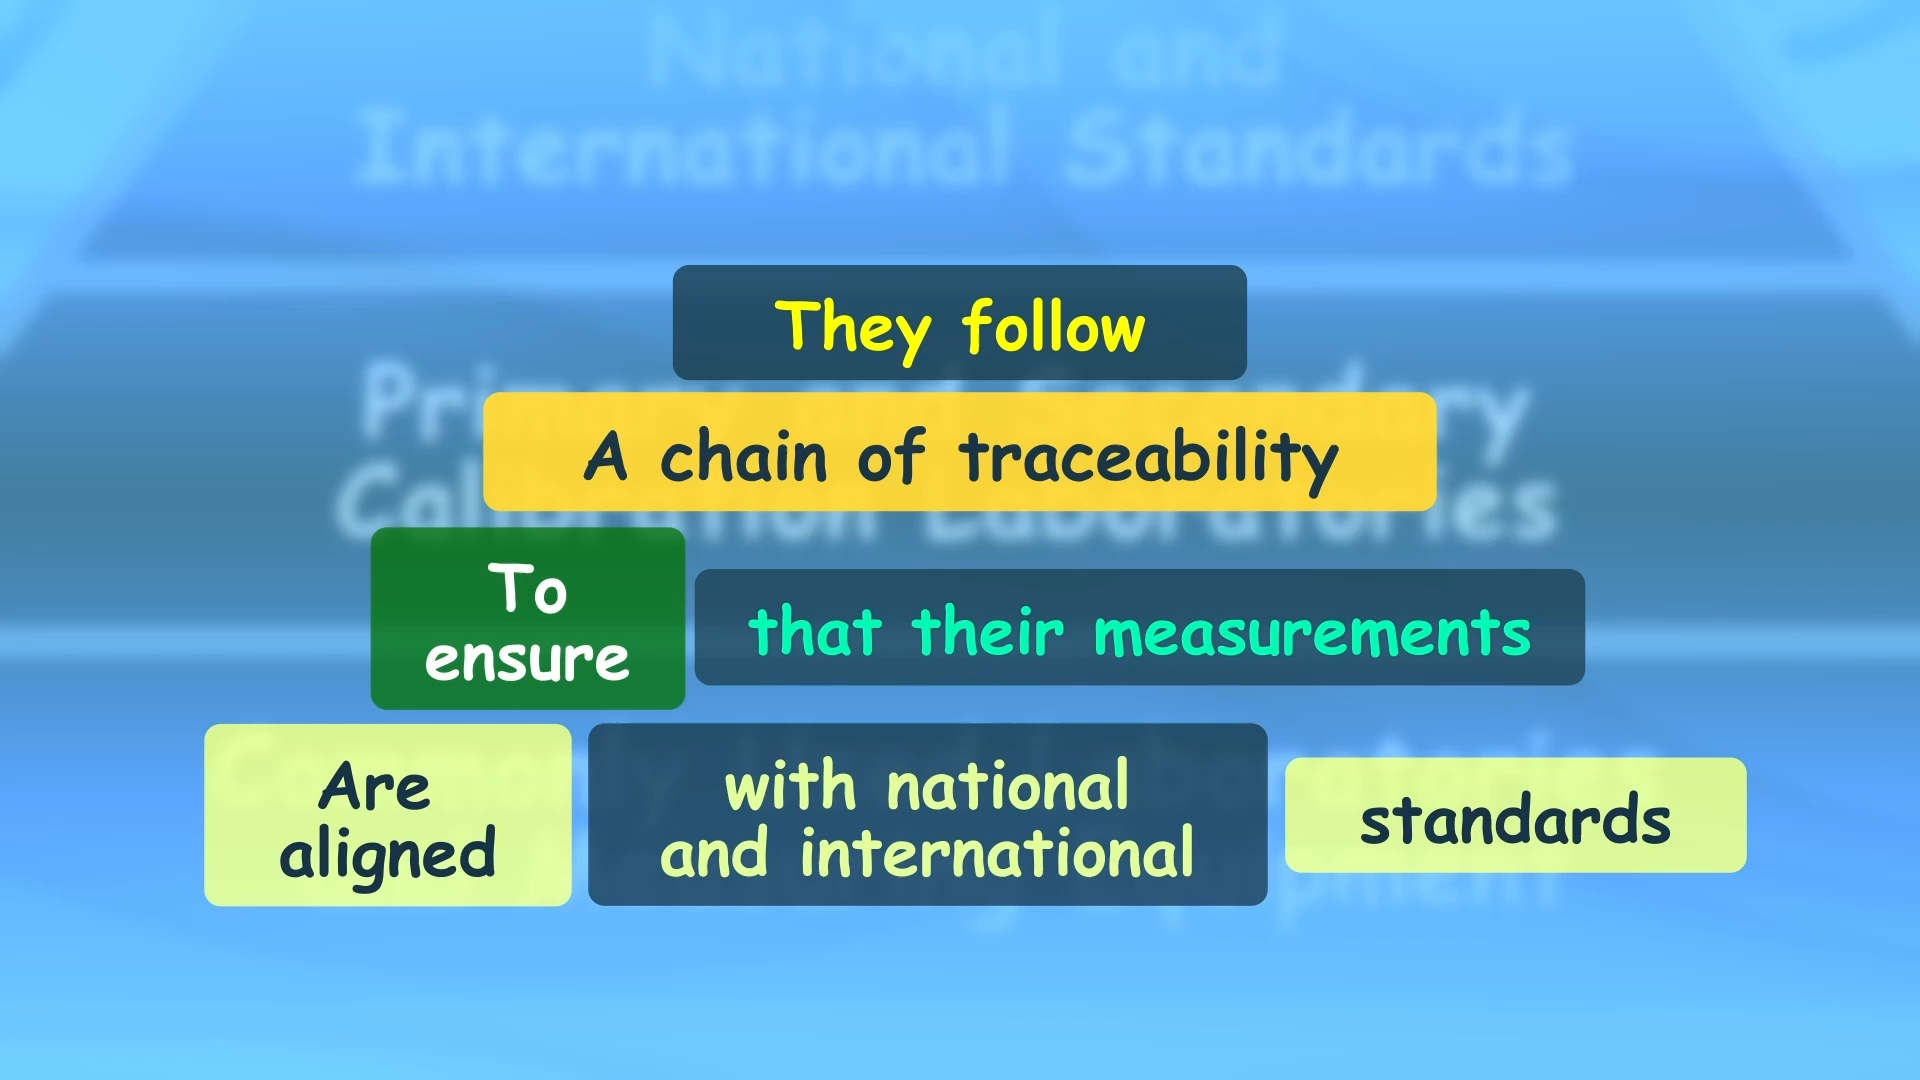 National and
International Standards
They follow
A chain of traceability
To
ensure
that their measurements
Are
aligned
with national
and international
standards